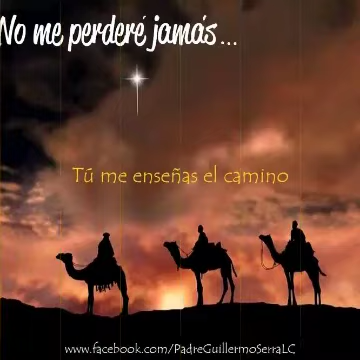 No me perderé jamás...
Tú me enseñas el camino
www.facebook.com/PadreGuillermoSerraLC